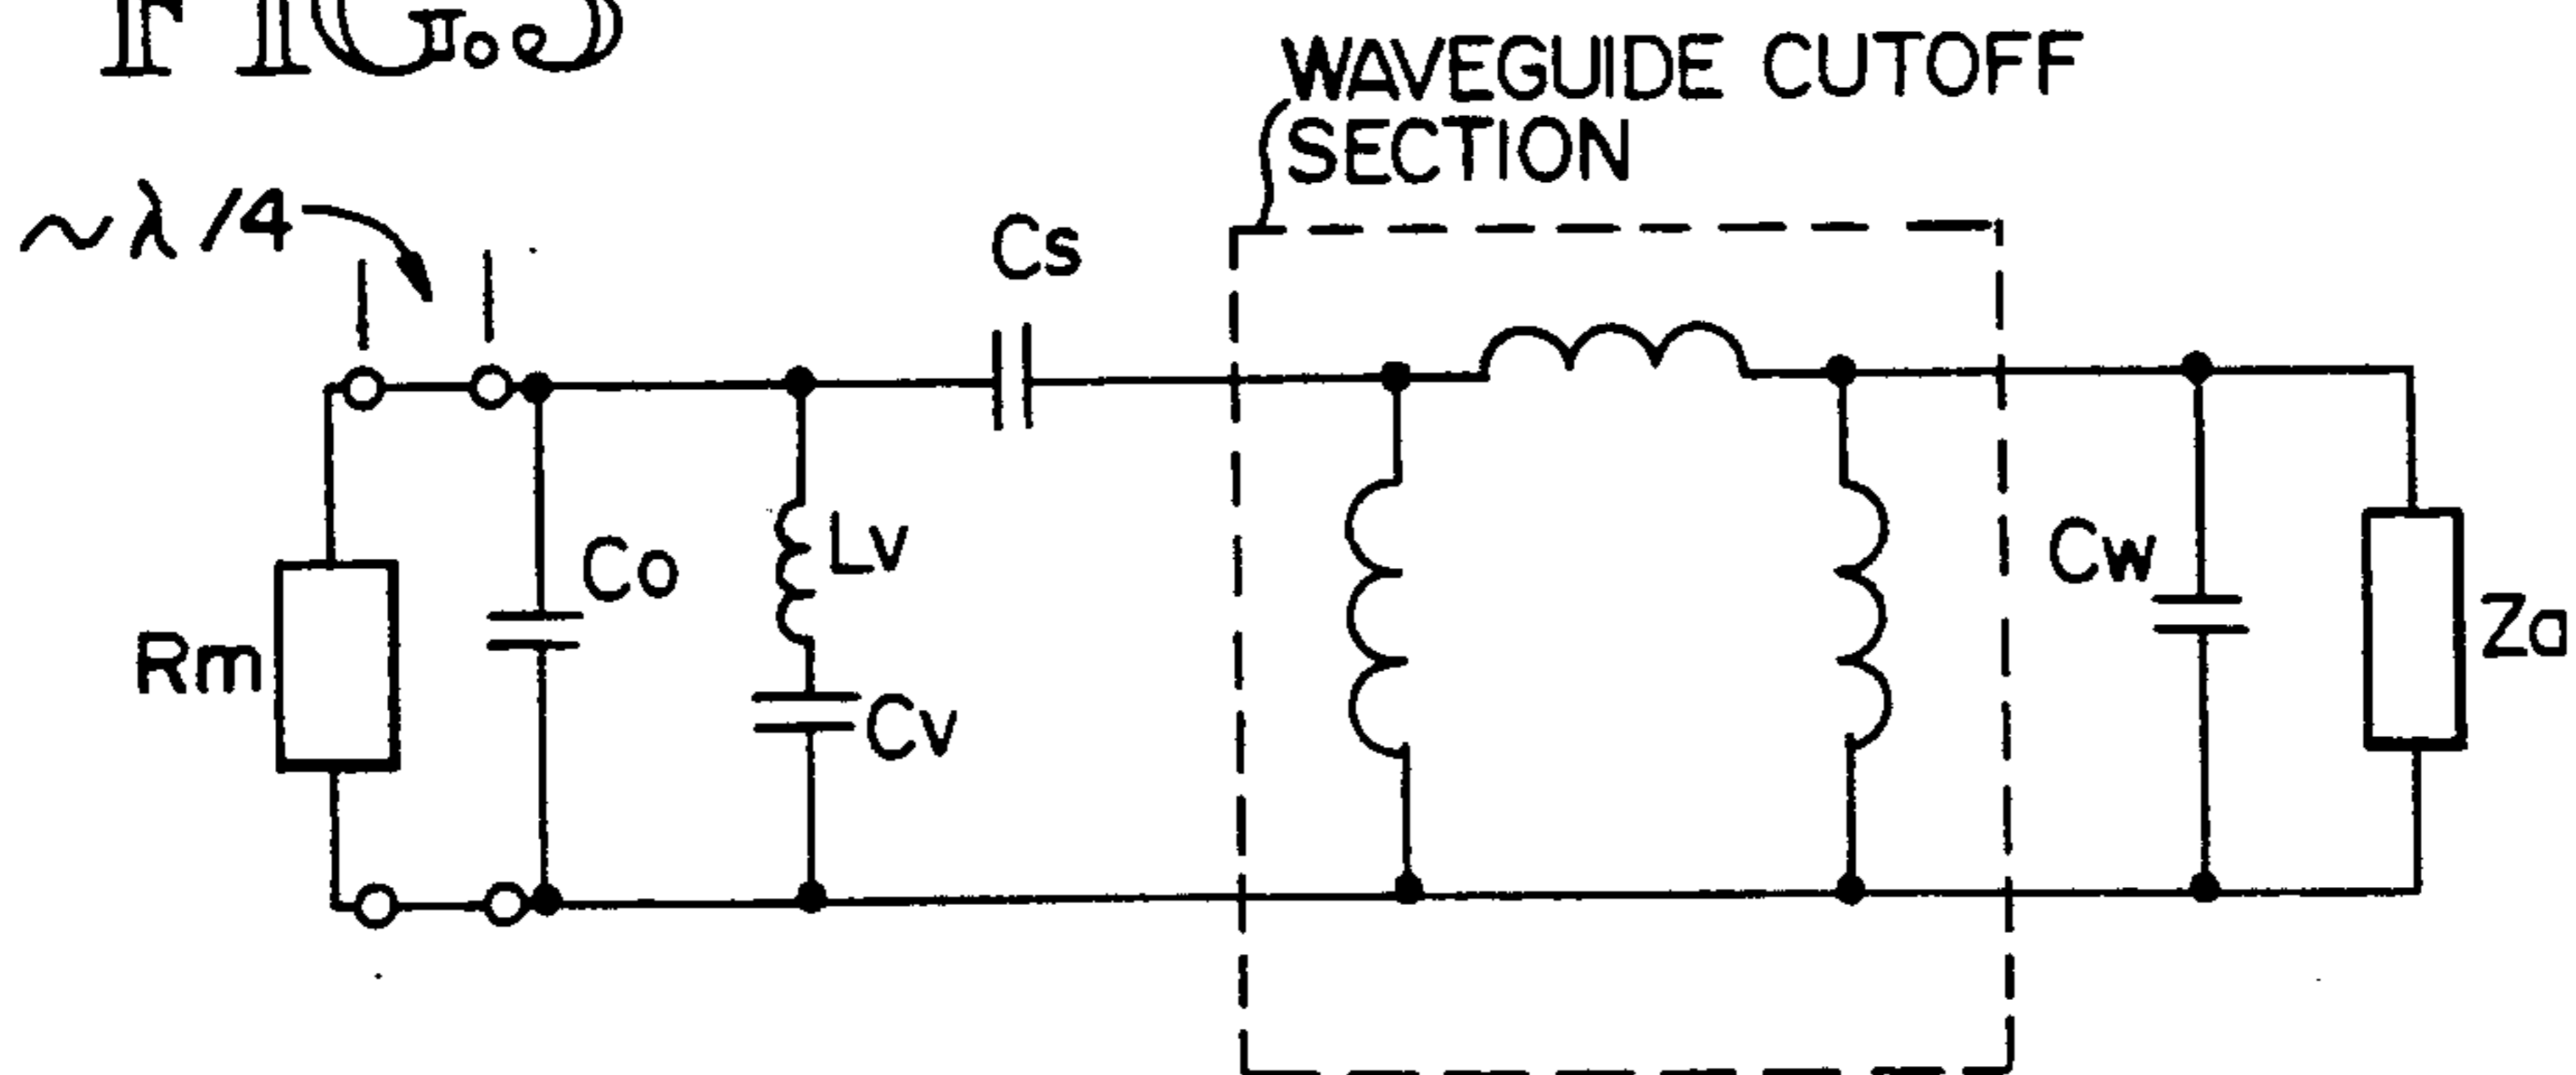 WAVEGUIDE CUTOFF
SECTION
~λ/4
Cs
Co
Lv
Cw
Rm
Za
Cv